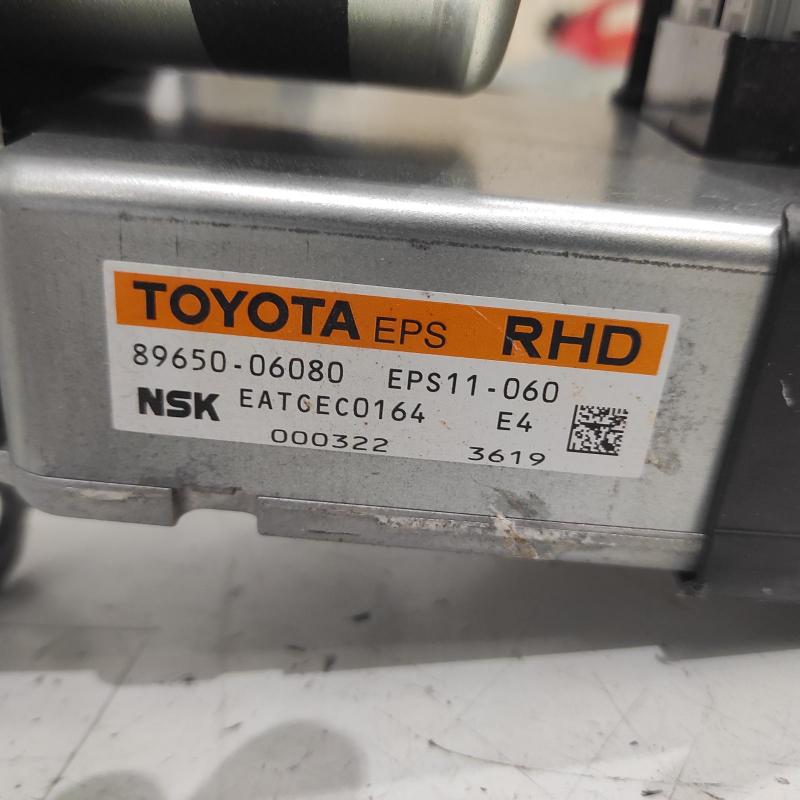 TOYOTA EPS RHD
89650-06080 EPS11-060
NSK EATGEC0164 E4
000322 3619